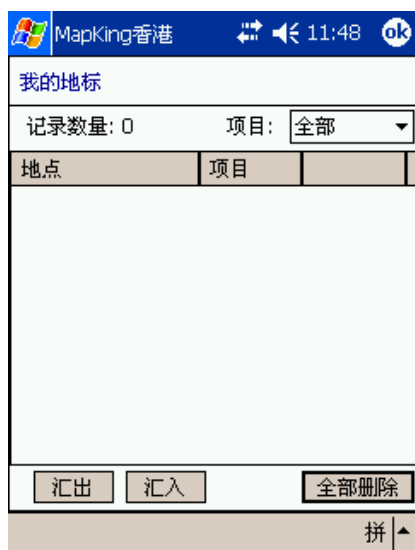 MapKing香港 11:48 ok
我的地标
记录数量: 0 项目: 全部
地点 项目
汇出 汇入 全部删除
拼